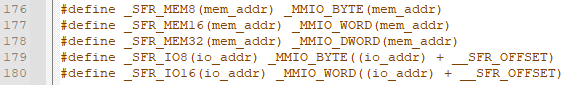 176 #define _SFR_MEM8(mem_addr) _MMIO_BYTE(mem_addr)
177 #define _SFR_MEM16(mem_addr) _MMIO_WORD(mem_addr)
178 #define _SFR_MEM32(mem_addr) _MMIO_DWORD(mem_addr)
179 #define _SFR_IO8(io_addr) _MMIO_BYTE((io_addr) + __SFR_OFFSET)
180 #define _SFR_IO16(io_addr) _MMIO_WORD((io_addr) + __SFR_OFFSET)